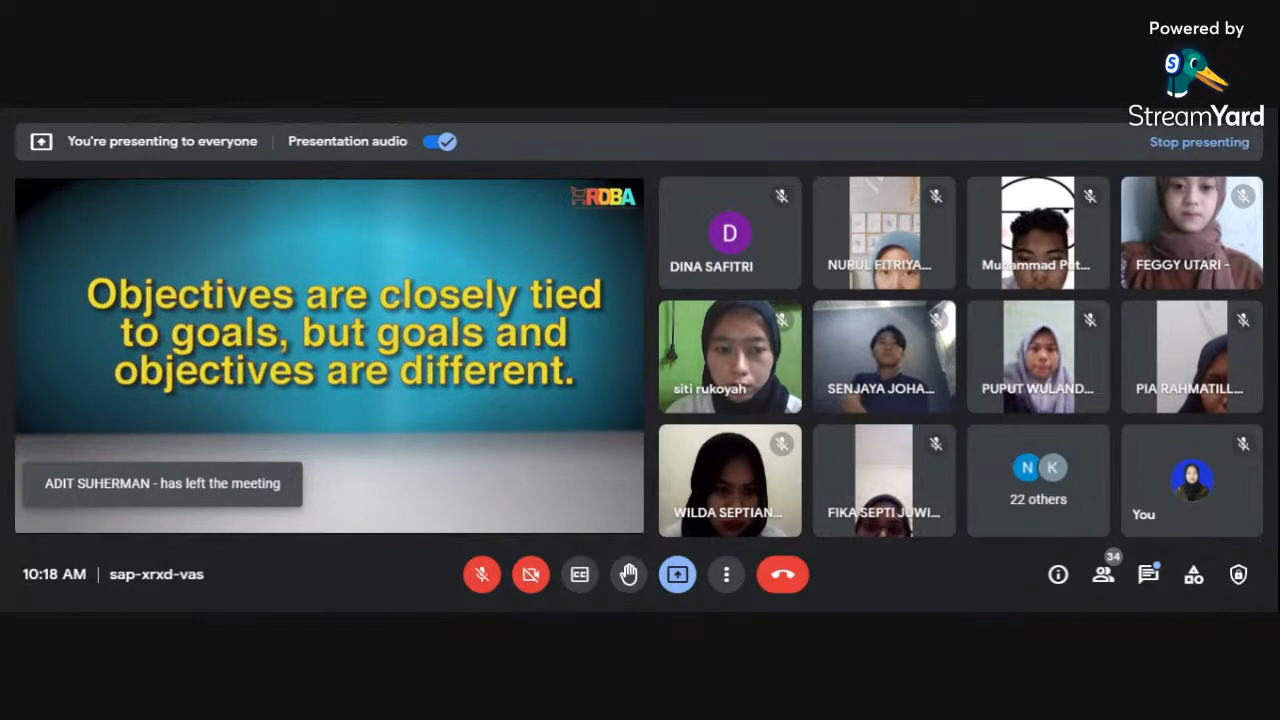 Powered by
S
StreamYard
You're presenting to everyone
Presentation audio
Stop presenting
RDBA
Objectives are closely tied
to goals, but goals and
objectives are different.
ADIT SUHERMAN - has left the meeting
D
DINA SAFITRI
NURUL FITRIYA...
Muhammad Pet...
FEGGY UTARI -
siti rukoyah
SENJAYA JOHA...
PUPUT WULAND...
PIA RAHMATILL...
WILDA SEPTIAN...
FIKA SEPTI JUWI...
N K
22 others
You
10:18 AM | sap-xrxd-vas
CC
34